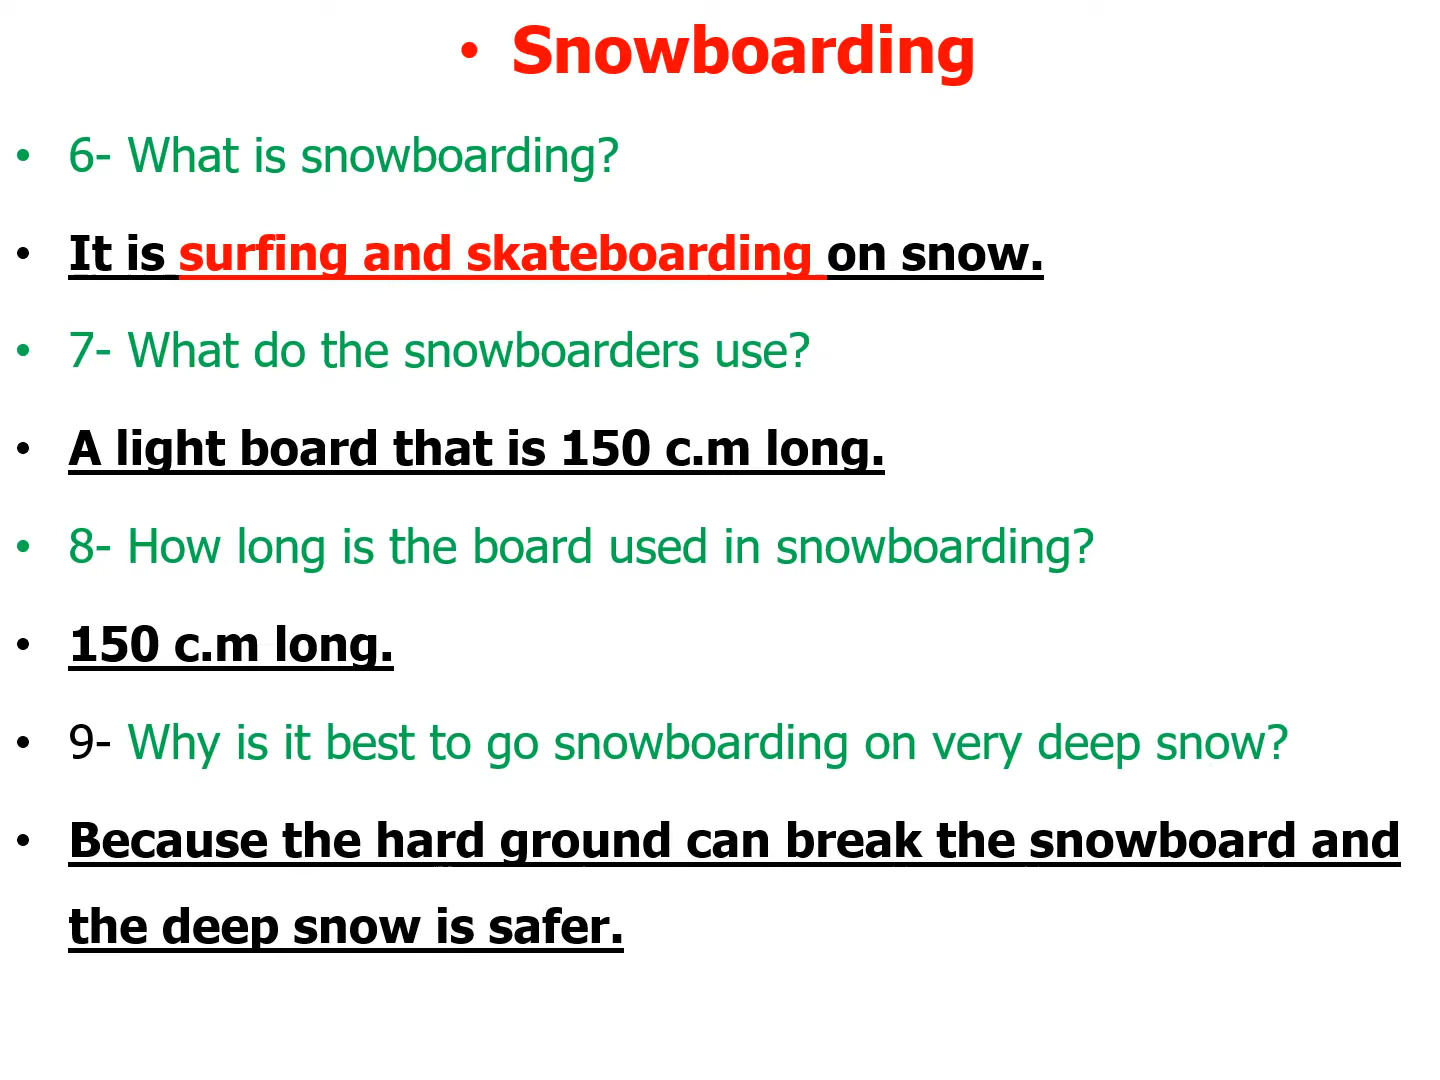 • Snowboarding
• 6- What is snowboarding?
• It is surfing and skateboarding on snow.
• 7- What do the snowboarders use?
• A light board that is 150 c.m long.
• 8- How long is the board used in snowboarding?
• 150 c.m long.
• 9- Why is it best to go snowboarding on very deep snow?
• Because the hard ground can break the snowboard and
the deep snow is safer.